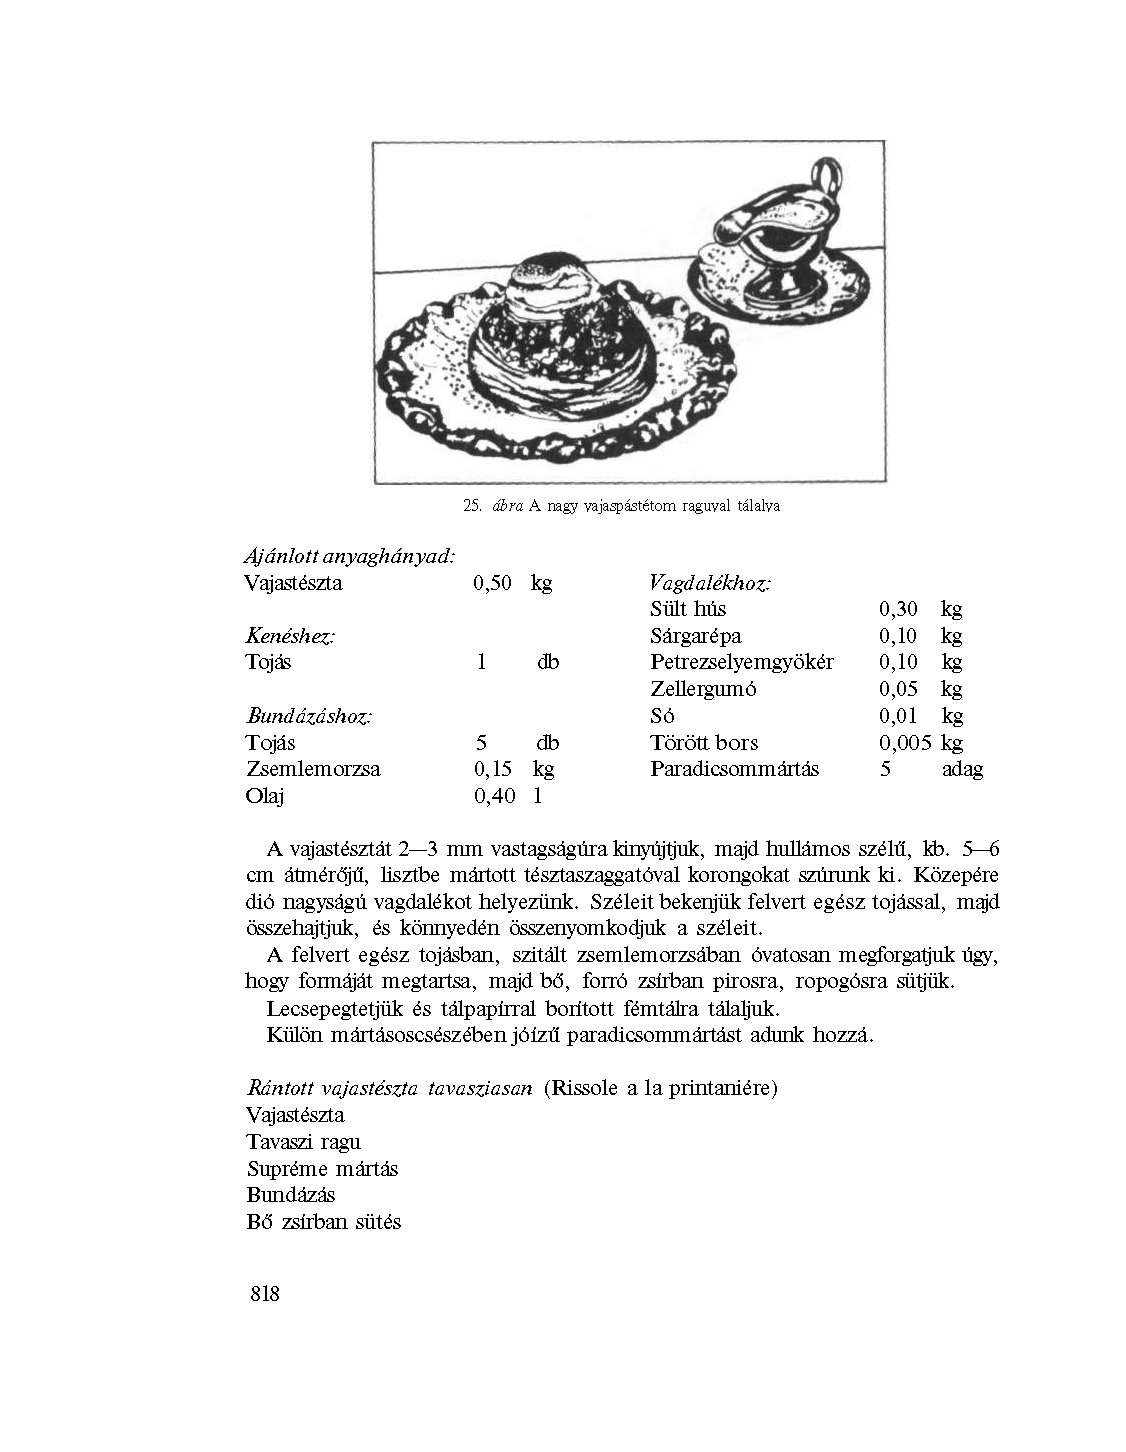 25. ábra A nagy vajaspástétom raguval tálalva
Ajánlott anyaghányad:
Vajastészta 0,50 kg
Kenéshez:
Tojás 1 db
Bundázáshoz:
Tojás 5 db
Zsemlemorzsa 0,15 kg
Olaj 0,40 l
Vagdalékhoz:
Sült hús 0,30 kg
Sárgarépa 0,10 kg
Petrezselyemgyökér 0,10 kg
Zellergumó 0,05 kg
Só 0,01 kg
Törött bors 0,005 kg
Paradicsommártás 5 adag
A vajastésztát 2—3 mm vastagságúra kinyújtjuk, majd hullámos szélű, kb. 5—6
cm átmérőjű, lisztbe mártott tésztaszaggatóval korongokat szúrunk ki. Közepére
dió nagyságú vagdalékot helyezünk. Széleit bekenjük felvert egész tojással, majd
összehajtjuk, és könnyedén összenyomkodjuk a széleit.
A felvert egész tojásban, szitált zsemlemorzsában óvatosan megforgatjuk úgy,
hogy formáját megtartsa, majd bő, forró zsírban pirosra, ropogósra sütjük.
Lecsepegtetjük és tálpapírral borított fémtálra tálaljuk.
Külön mártásoscsészében jóízű paradicsommártást adunk hozzá.
Rántott vajastészta tavasziasan (Rissole a la printaniére)
Vajastészta
Tavaszi ragu
Supréme mártás
Bundázás
Bő zsírban sütés
818